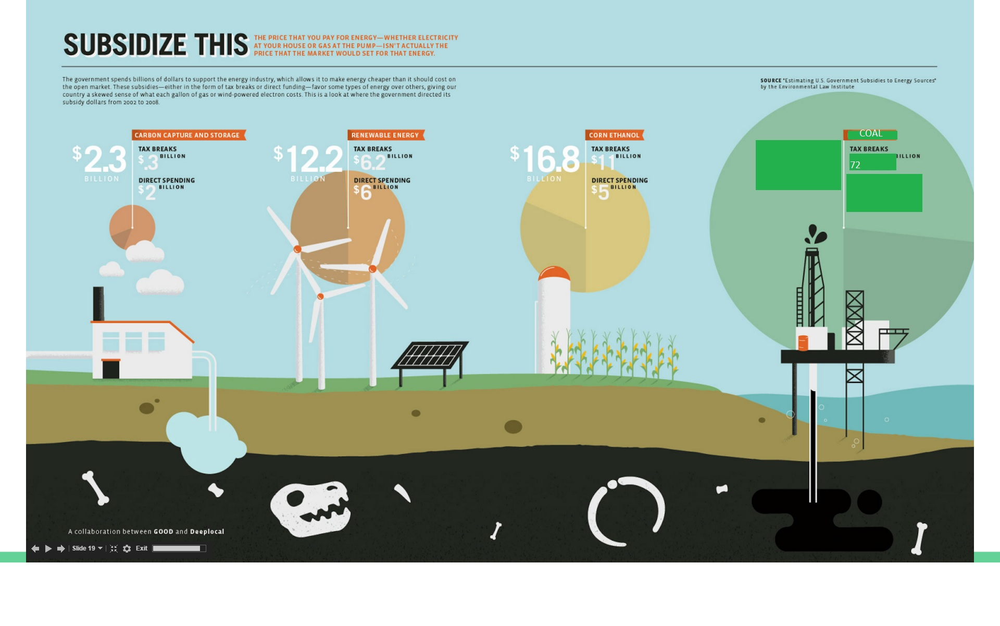 SUBSIDIZE THIS
THE PRICE THAT YOU PAY FOR ENERGY—WHETHER ELECTRICITY
AT YOUR HOUSE OR GAS AT THE PUMP—ISN'T ACTUALLY THE
PRICE THAT THE MARKET WOULD SET FOR THAT ENERGY.
The government spends billions of dollars to support the energy industry, which allows it to make energy cheaper than it should cost on
the open market. These subsidies—either in the form of tax breaks or direct funding—favor some types of energy over others, giving our
country a skewed sense of what each gallon of gas or wind-powered electron costs. This is a look at where the government directed its
subsidy dollars from 2002 to 2008.
SOURCE "Estimating U.S. Government Subsidies to Energy Sources"
by the Environmental Law Institute
CARBON CAPTURE AND STORAGE
$2.3
BILLION
TAX BREAKS
$.3 BILLION
DIRECT SPENDING
$2 BILLION
RENEWABLE ENERGY
$12.2
BILLION
TAX BREAKS
$6.2 BILLION
DIRECT SPENDING
$6 BILLION
CORN ETHANOL
$16.8
BILLION
TAX BREAKS
$11 BILLION
DIRECT SPENDING
$5 BILLION
COAL
TAX BREAKS
72 BILLION
A collaboration between GOOD and Deeplocal
Slide 19 Exit